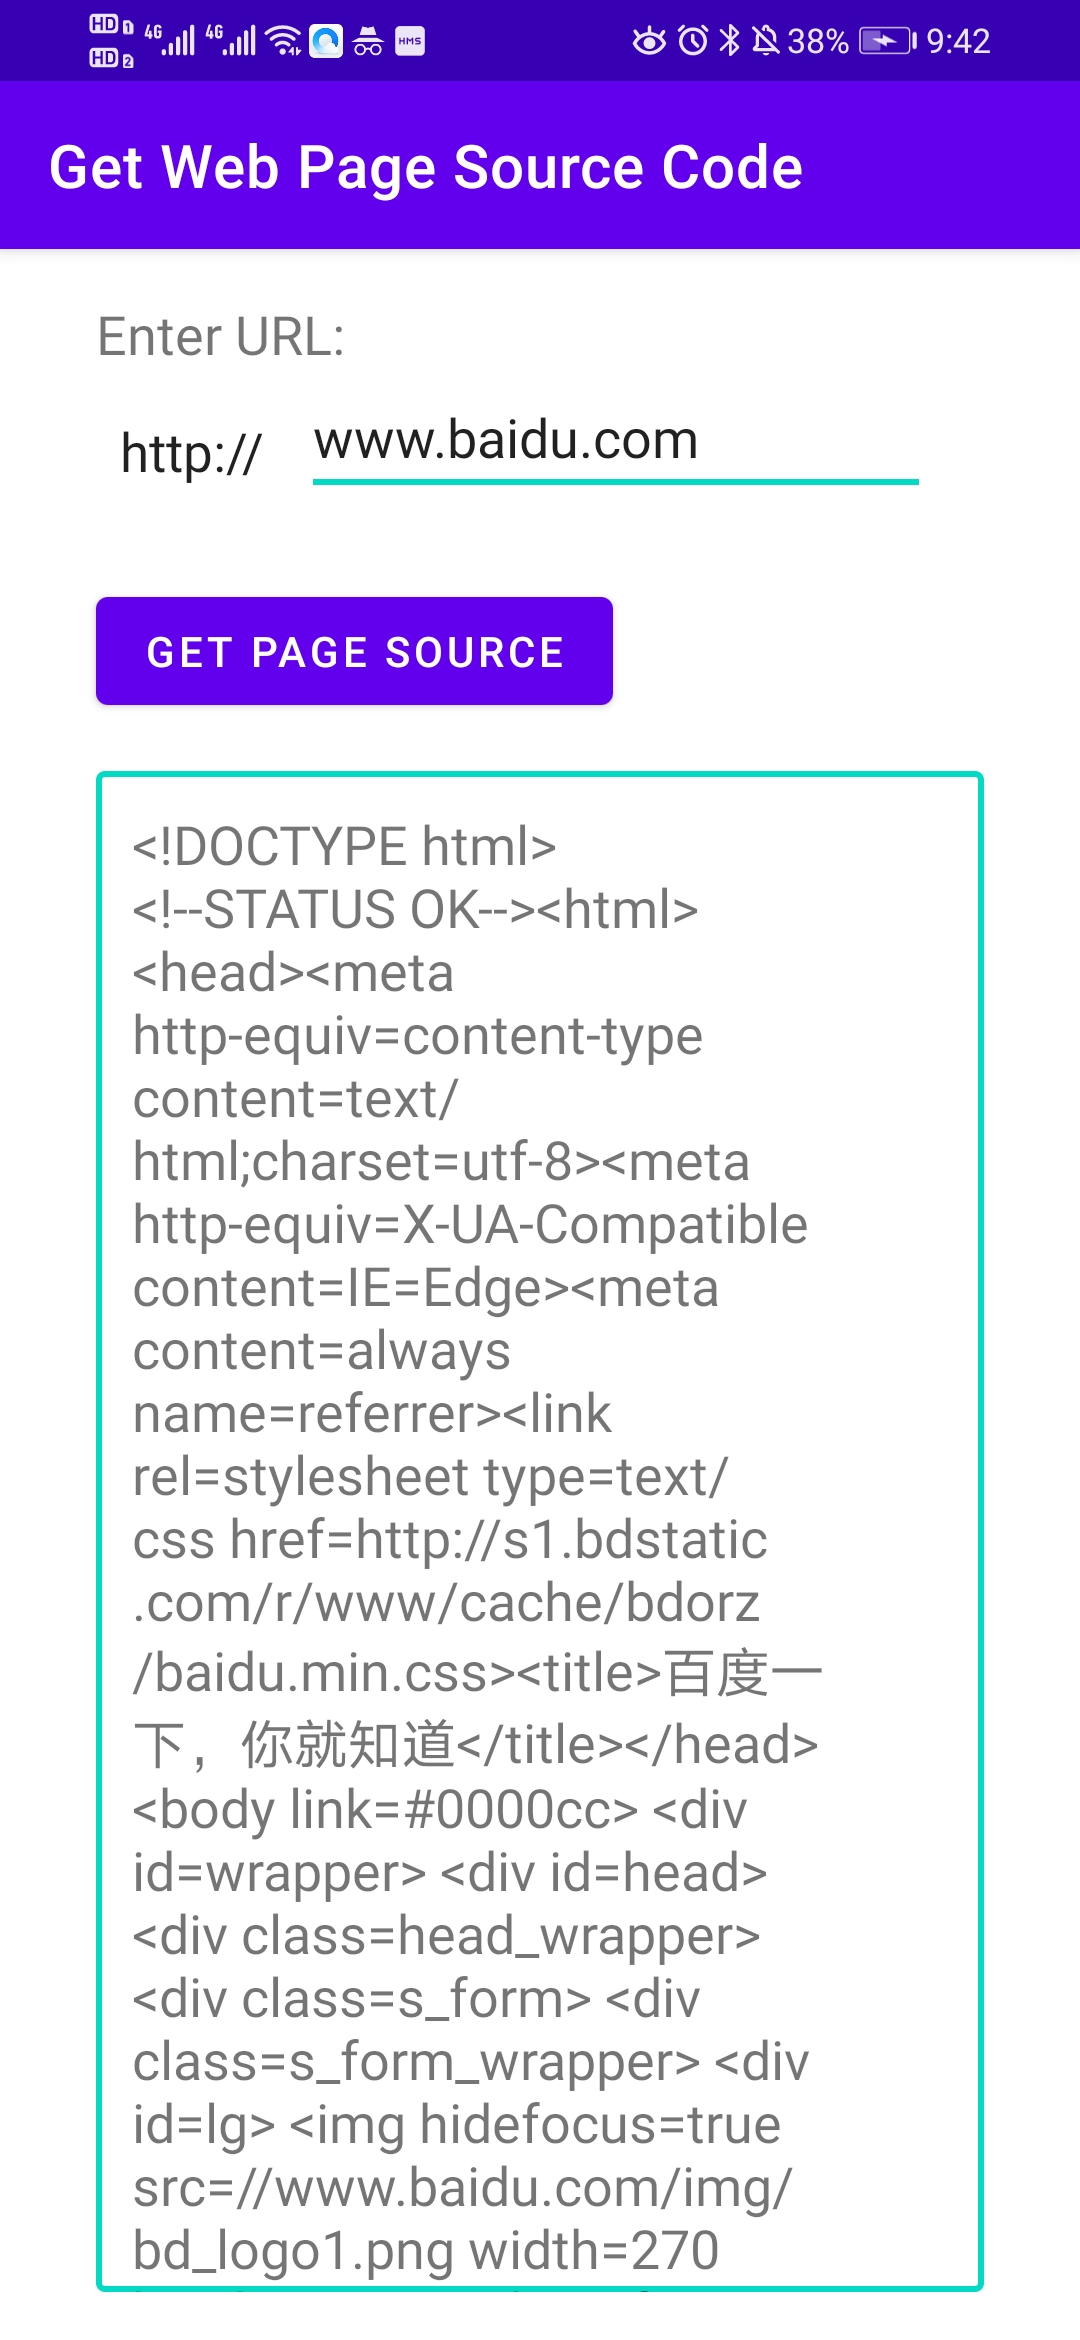 HD 1 4G 4G HMS 38% 9:42
HD 2
Get Web Page Source Code
Enter URL:
http:// www.baidu.com
GET PAGE SOURCE
<!DOCTYPE html>
<!--STATUS OK--><html>
<head><meta
http-equiv=content-type
content=text/
html;charset=utf-8><meta
http-equiv=X-UA-Compatible
content=IE=Edge><meta
content=always
name=referrer><link
rel=stylesheet type=text/
css href=http://s1.bdstatic
.com/r/www/cache/bdorz
/baidu.min.css><title>百度一
下，你就知道</title></head>
<body link=#0000cc> <div
id=wrapper> <div id=head>
<div class=head_wrapper>
<div class=s_form> <div
class=s_form_wrapper> <div
id=lg> <img hidefocus=true
src=//www.baidu.com/img/
bd_logo1.png width=270